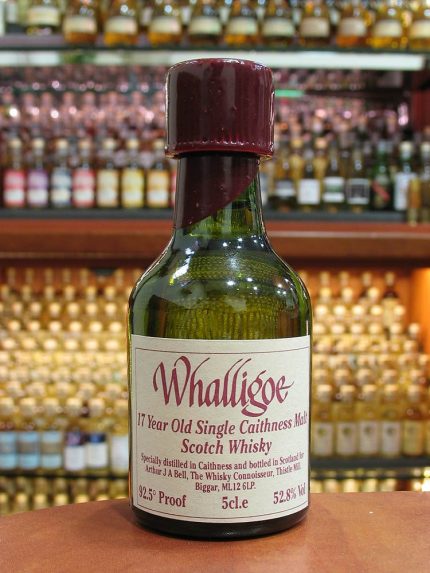 Whalligoe
17 Year Old Single Caithness Malt
Scotch Whisky
Specially distilled in Caithness and bottled in Scotland for
Arthur J A Bell, The Whisky Connoisseur, Thistle Mill,
Biggar, ML12 6LP.
92.5° Proof 5cl.e 52.8% Vol